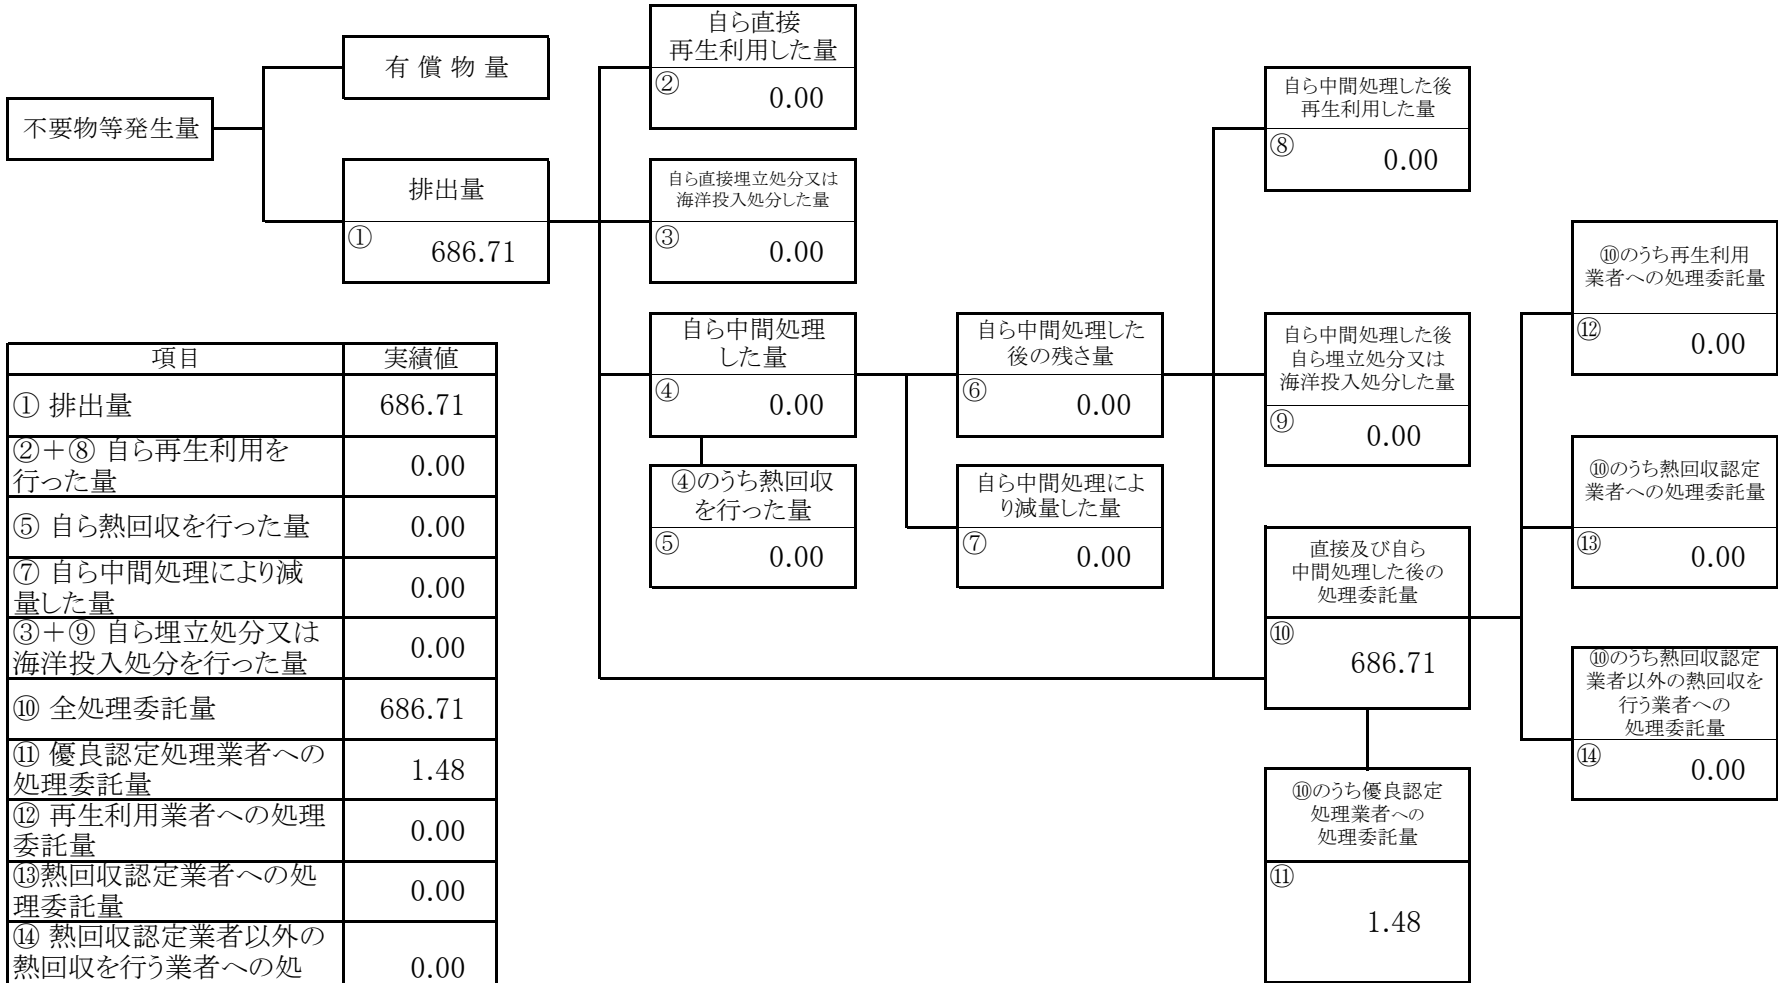 不要物等発生量
有償物量
排出量
①
686.71
自ら直接
再生利用した量
②
0.00
自ら直接埋立処分又は
海洋投入処分した量
③
0.00
自ら中間処理
した量
④
0.00
④のうち熱回収
を行った量
⑤
0.00
自ら中間処理した
後の残さ量
⑥
0.00
自ら中間処理によ
り減量した量
⑦
0.00
自ら中間処理した後
再生利用した量
⑧
0.00
自ら中間処理した後
自ら埋立処分又は
海洋投入処分した量
⑨
0.00
直接及び自ら
中間処理した後の
処理委託量
⑩
686.71
⑩のうち優良認定
処理業者への
処理委託量
⑪
1.48
⑩のうち再生利用
業者への処理委託量
⑫
0.00
⑩のうち熱回収認定
業者への処理委託量
⑬
0.00
⑩のうち熱回収認定
業者以外の熱回収を
行う業者への
処理委託量
⑭
0.00
項目 実績値
① 排出量 686.71
②＋⑧ 自ら再生利用を
行った量 0.00
⑤ 自ら熱回収を行った量 0.00
⑦ 自ら中間処理により減
量した量 0.00
③＋⑨ 自ら埋立処分又は
海洋投入処分を行った量 0.00
⑩ 全処理委託量 686.71
⑪ 優良認定処理業者への
処理委託量 1.48
⑫ 再生利用業者への処理
委託量 0.00
⑬熱回収認定業者への処
理委託量 0.00
⑭ 熱回収認定業者以外の
熱回収を行う業者への処 0.00